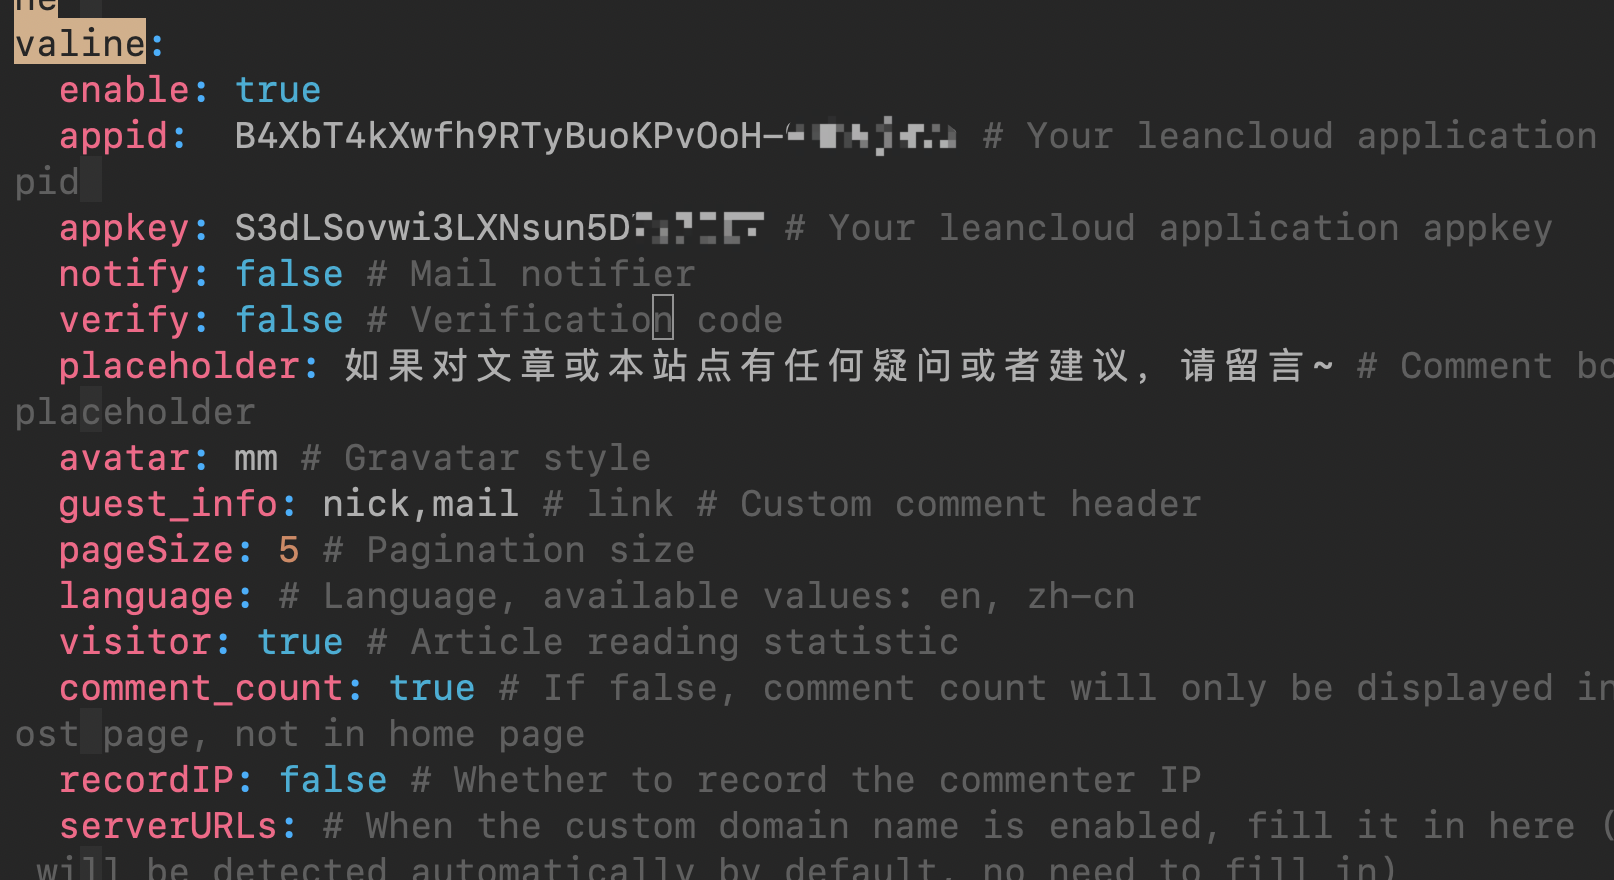 ne
valine:
enable: true
appid: B4XbT4kXwfh9RTyBuoKPvOoH- # Your leancloud application
pid
appkey: S3dLSovwi3LXNsun5D # Your leancloud application appkey
notify: false # Mail notifier
verify: false # Verification code
placeholder: 如果对文章或本站点有任何疑问或者建议，请留言~ # Comment bo
placeholder
avatar: mm # Gravatar style
guest_info: nick,mail # link # Custom comment header
pageSize: 5 # Pagination size
language: # Language, available values: en, zh-cn
visitor: true # Article reading statistic
comment_count: true # If false, comment count will only be displayed in
ost page, not in home page
recordIP: false # Whether to record the commenter IP
serverURLs: # When the custom domain name is enabled, fill it in here (
will be detected automatically by default, no need to fill in)